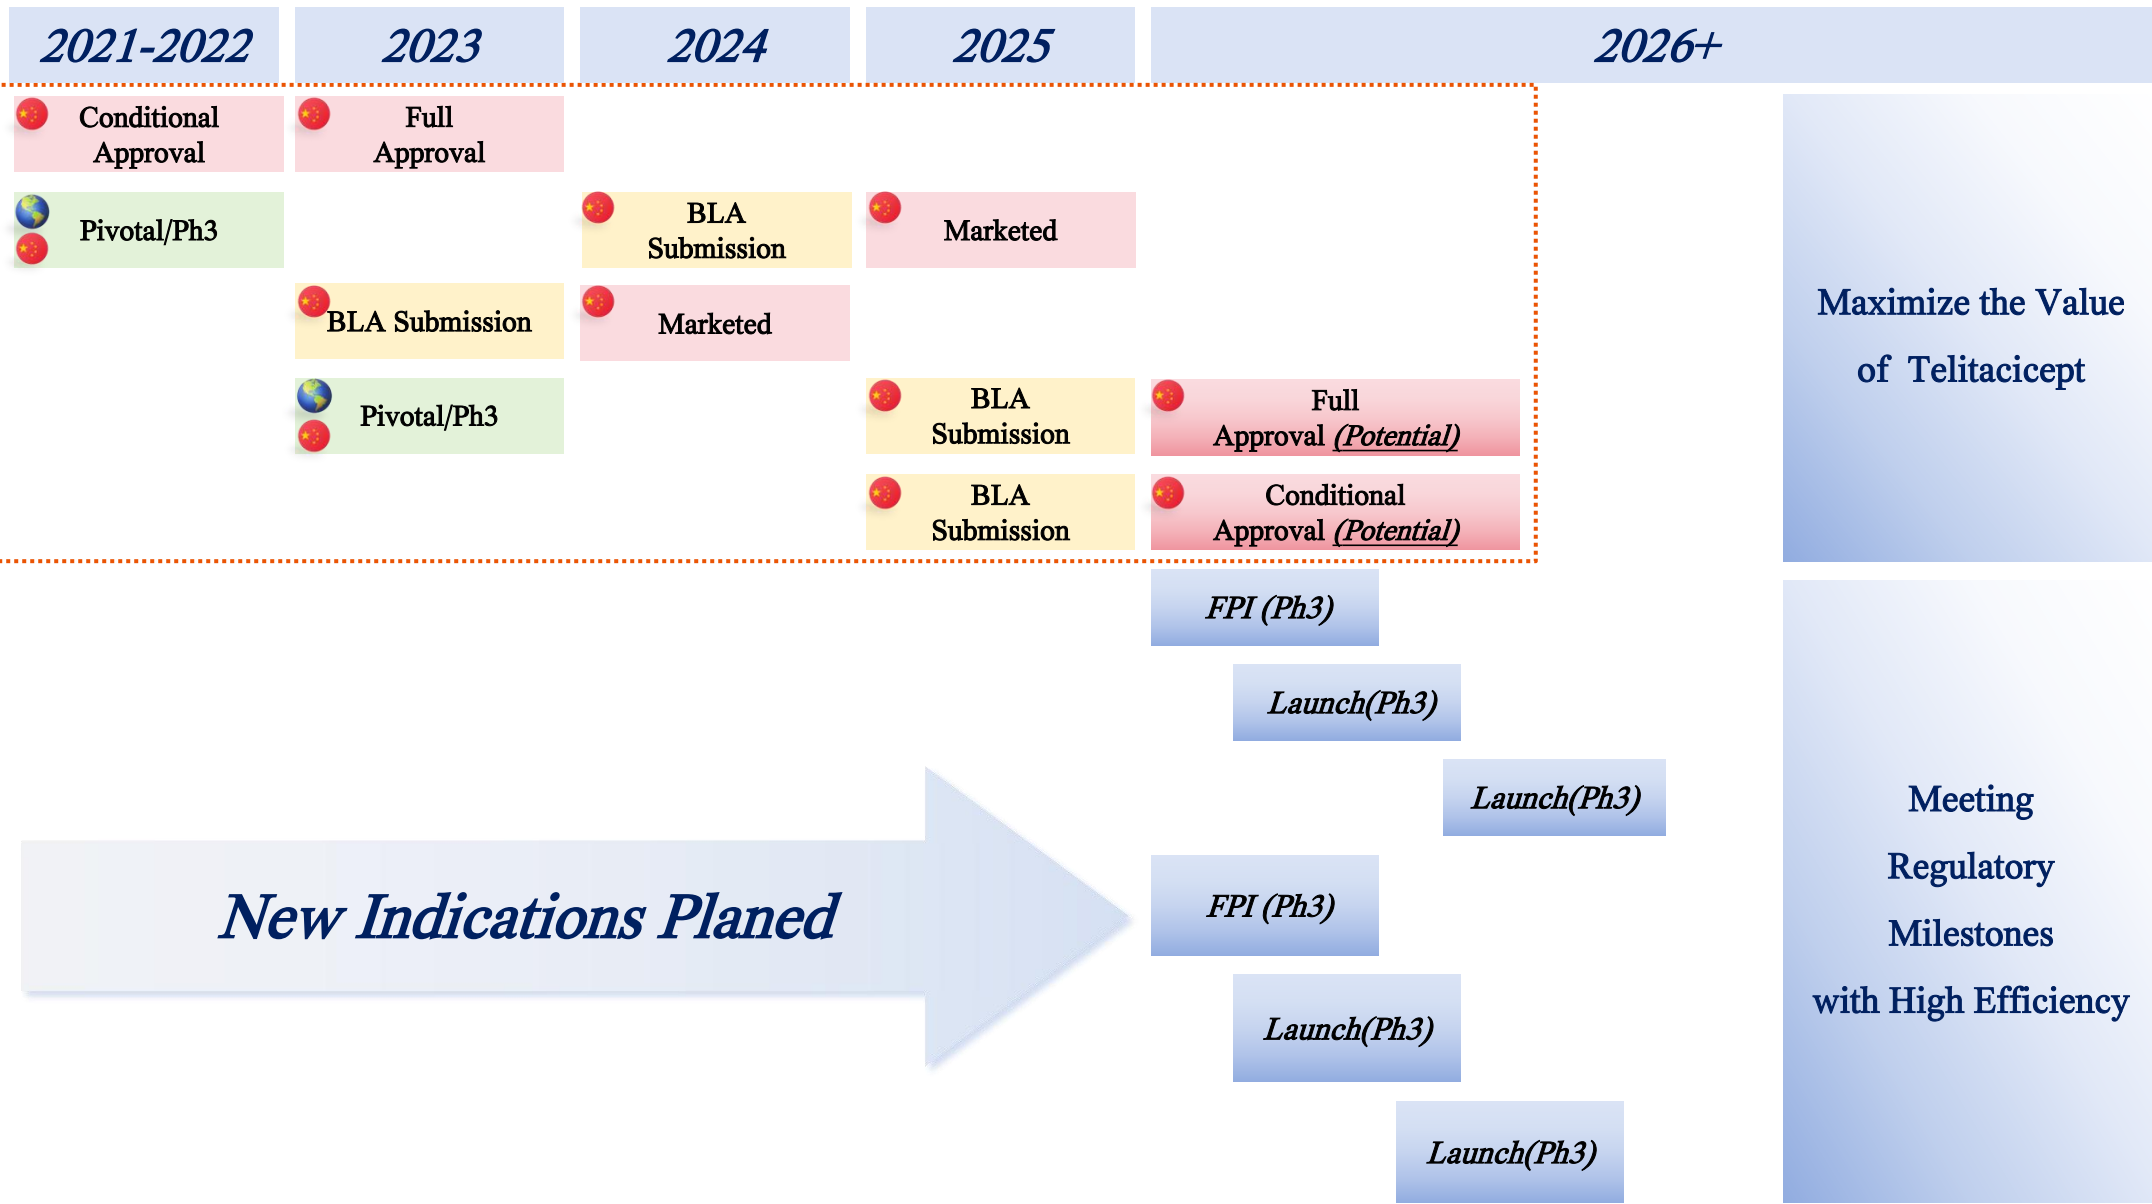 2021-2022
2023
2024
2025
2026+
Conditional
Approval
Full
Approval
Pivotal/Ph3
BLA
Submission
Marketed
BLA Submission
Marketed
Pivotal/Ph3
BLA
Submission
Full
Approval (Potential)
BLA
Submission
Conditional
Approval (Potential)
Maximize the Value
of Telitacicept
FPI (Ph3)
Launch(Ph3)
Launch(Ph3)
New Indications Planed
FPI (Ph3)
Launch(Ph3)
Launch(Ph3)
Meeting
Regulatory
Milestones
with High Efficiency